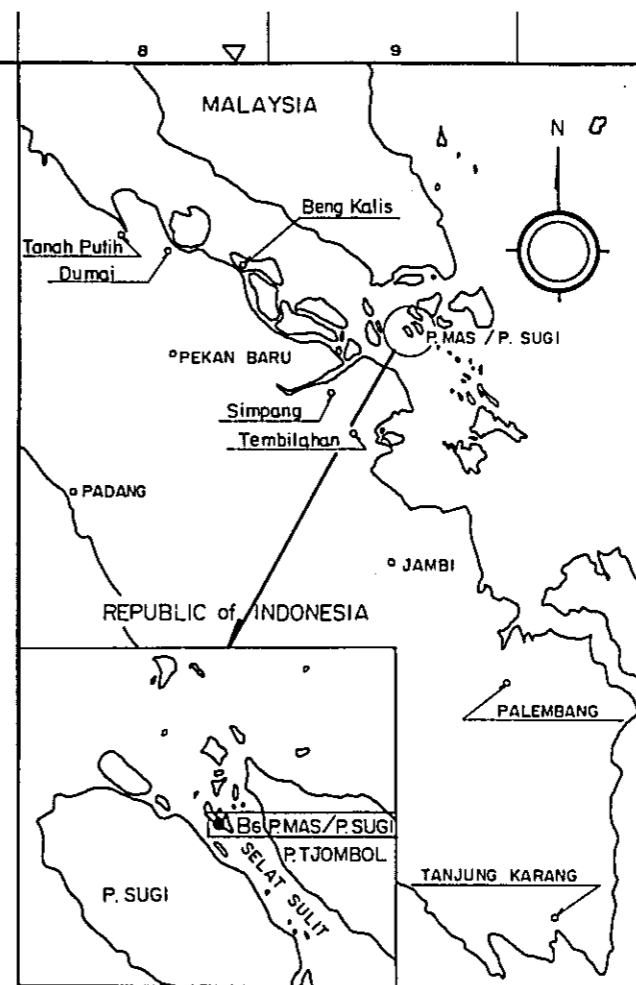 8 9
MALAYSIA
N
Beng Kalis
Tanah Putih
Dumai
P.MAS / P. SUGI
PEKAN BARU
Simpang
Tembilahan
PADANG
JAMBI
REPUBLIC of INDONESIA
PALEMBANG
B6 P.MAS/P.SUGI
P.TJOMBOL
SELAT SULIT
P. SUGI
TANJUNG KARANG